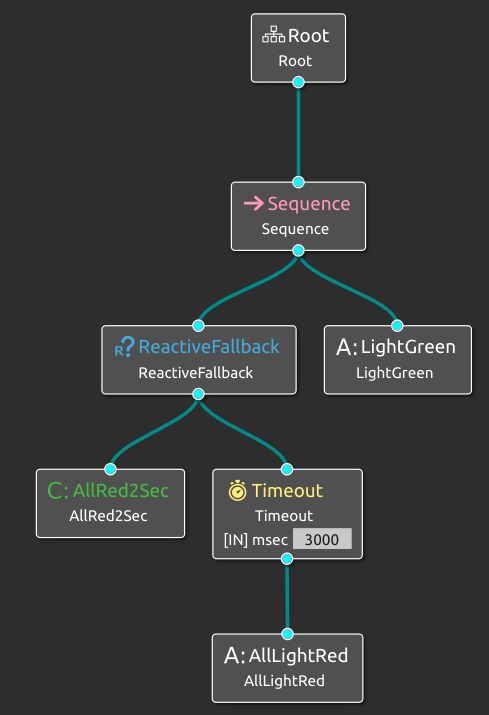 Root
Root
Sequence
Sequence
R? ReactiveFallback
ReactiveFallback
A: LightGreen
LightGreen
C: AllRed2Sec
AllRed2Sec
Timeout
Timeout
[IN] msec 3000
A: AllLightRed
AllLightRed